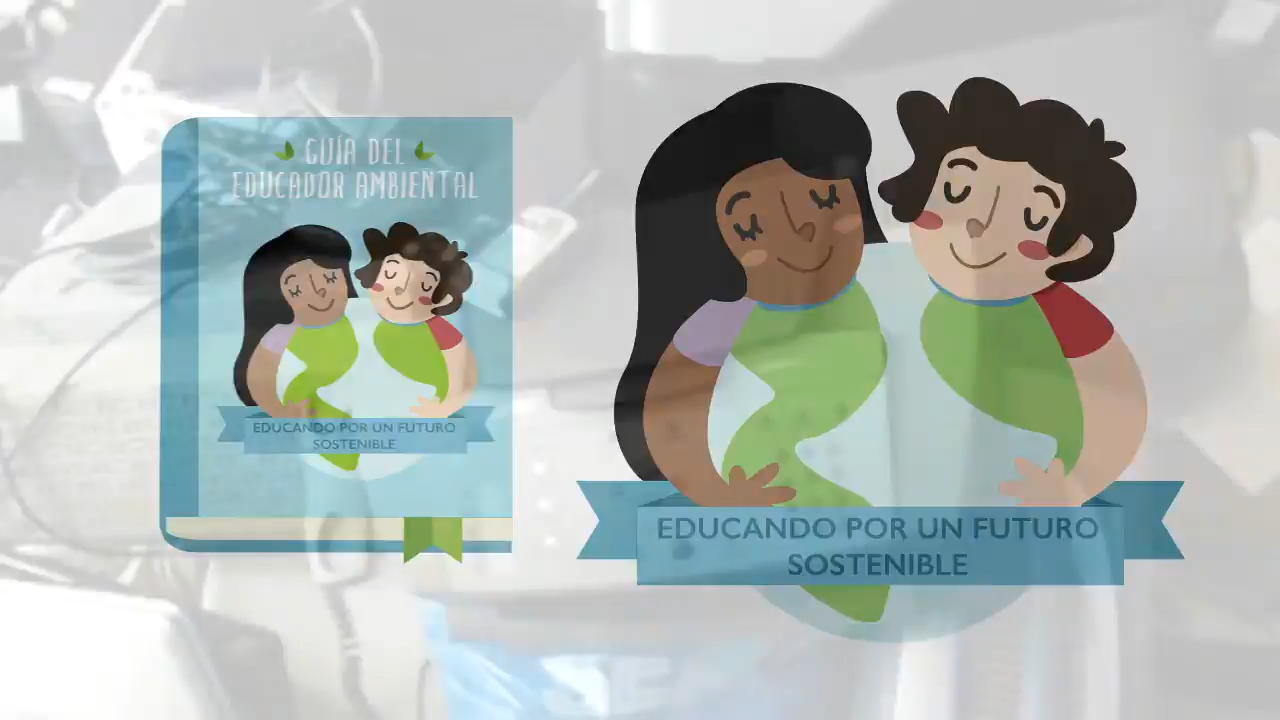 GUÍA DEL
EDUCADOR AMBIENTAL
EDUCANDO POR UN FUTURO
SOSTENIBLE
EDUCANDO POR UN FUTURO
SOSTENIBLE